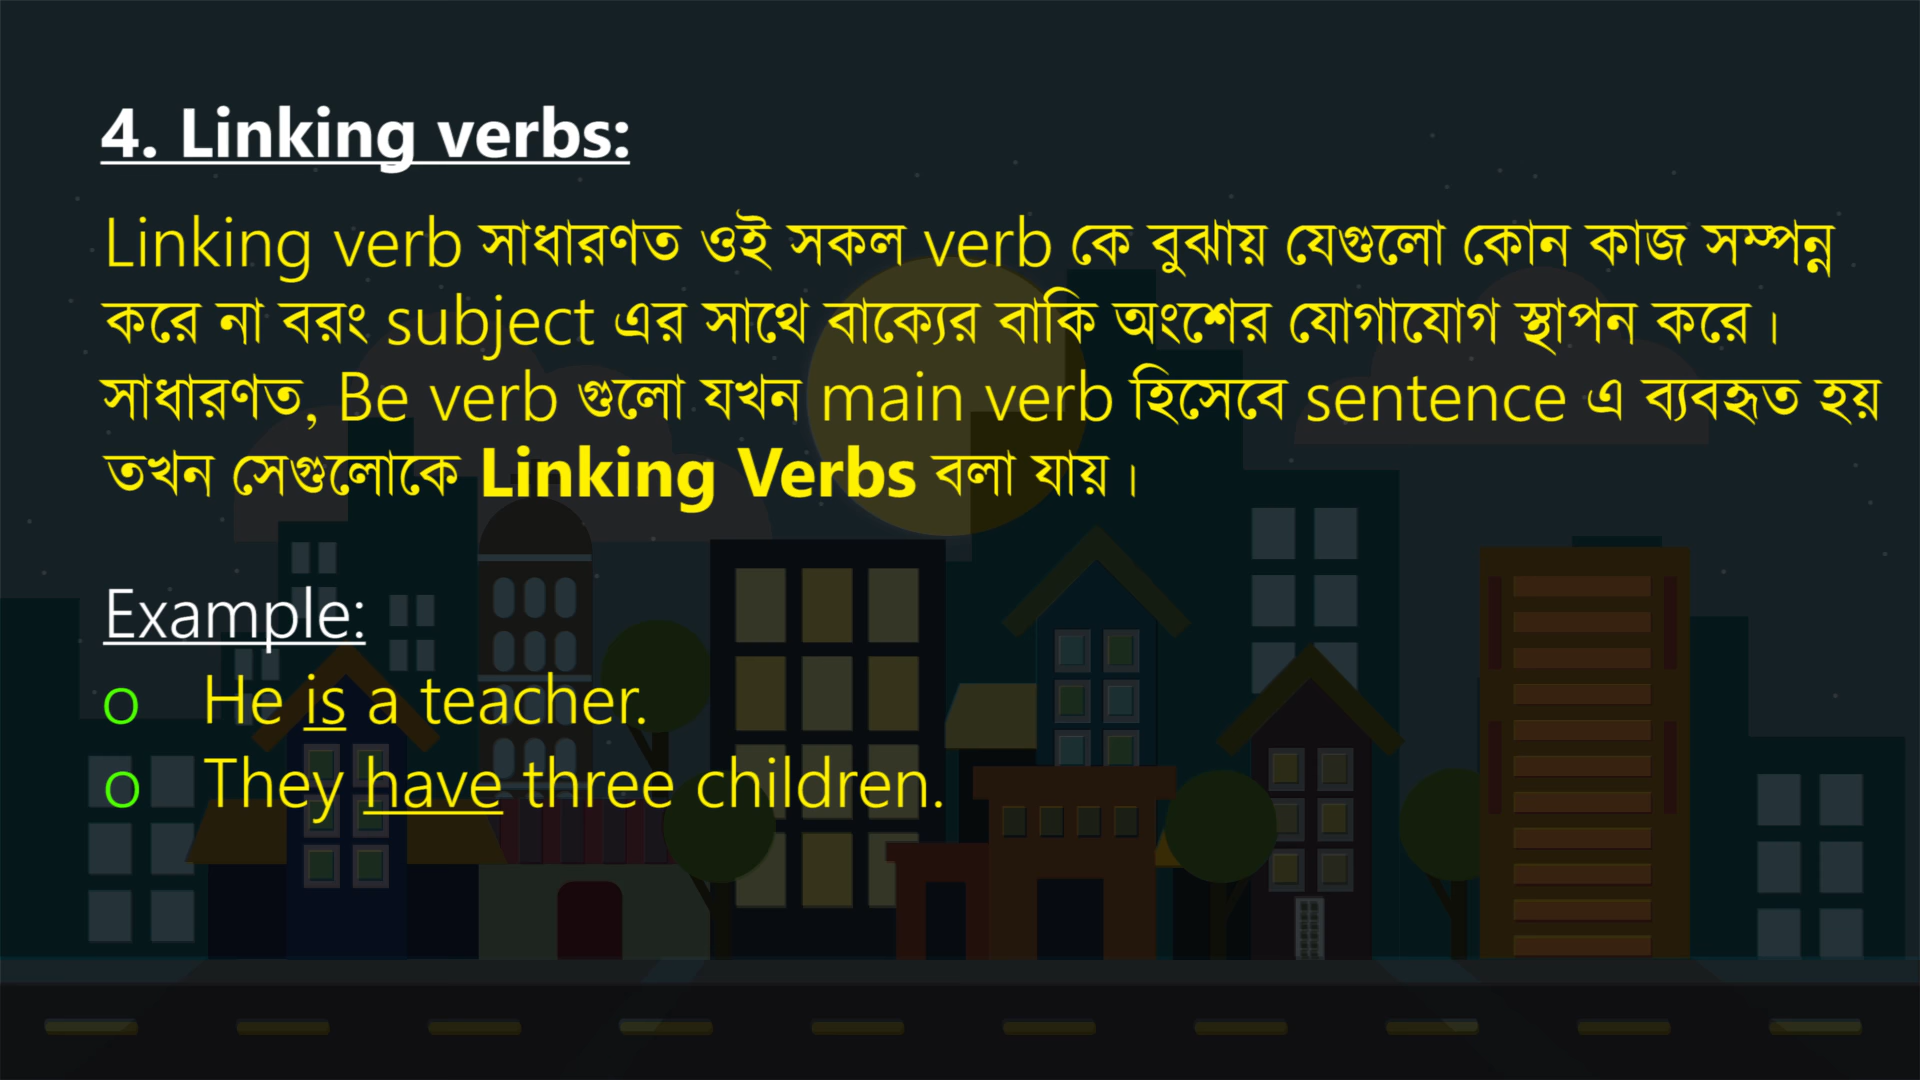 4. Linking verbs:
Linking verb সাধারণত ওই সকল verb কে বুঝায় যেগুলো কোন কাজ সম্পন্ন
করে না বরং subject এর সাথে বাক্যের বাকি অংশের যোগাযোগ স্থাপন করে।
সাধারণত, Be verb গুলো যখন main verb হিসেবে sentence এ ব্যবহৃত হয়
তখন সেগুলোকে Linking Verbs বলা যায়।
Example:
o He is a teacher.
o They have three children.